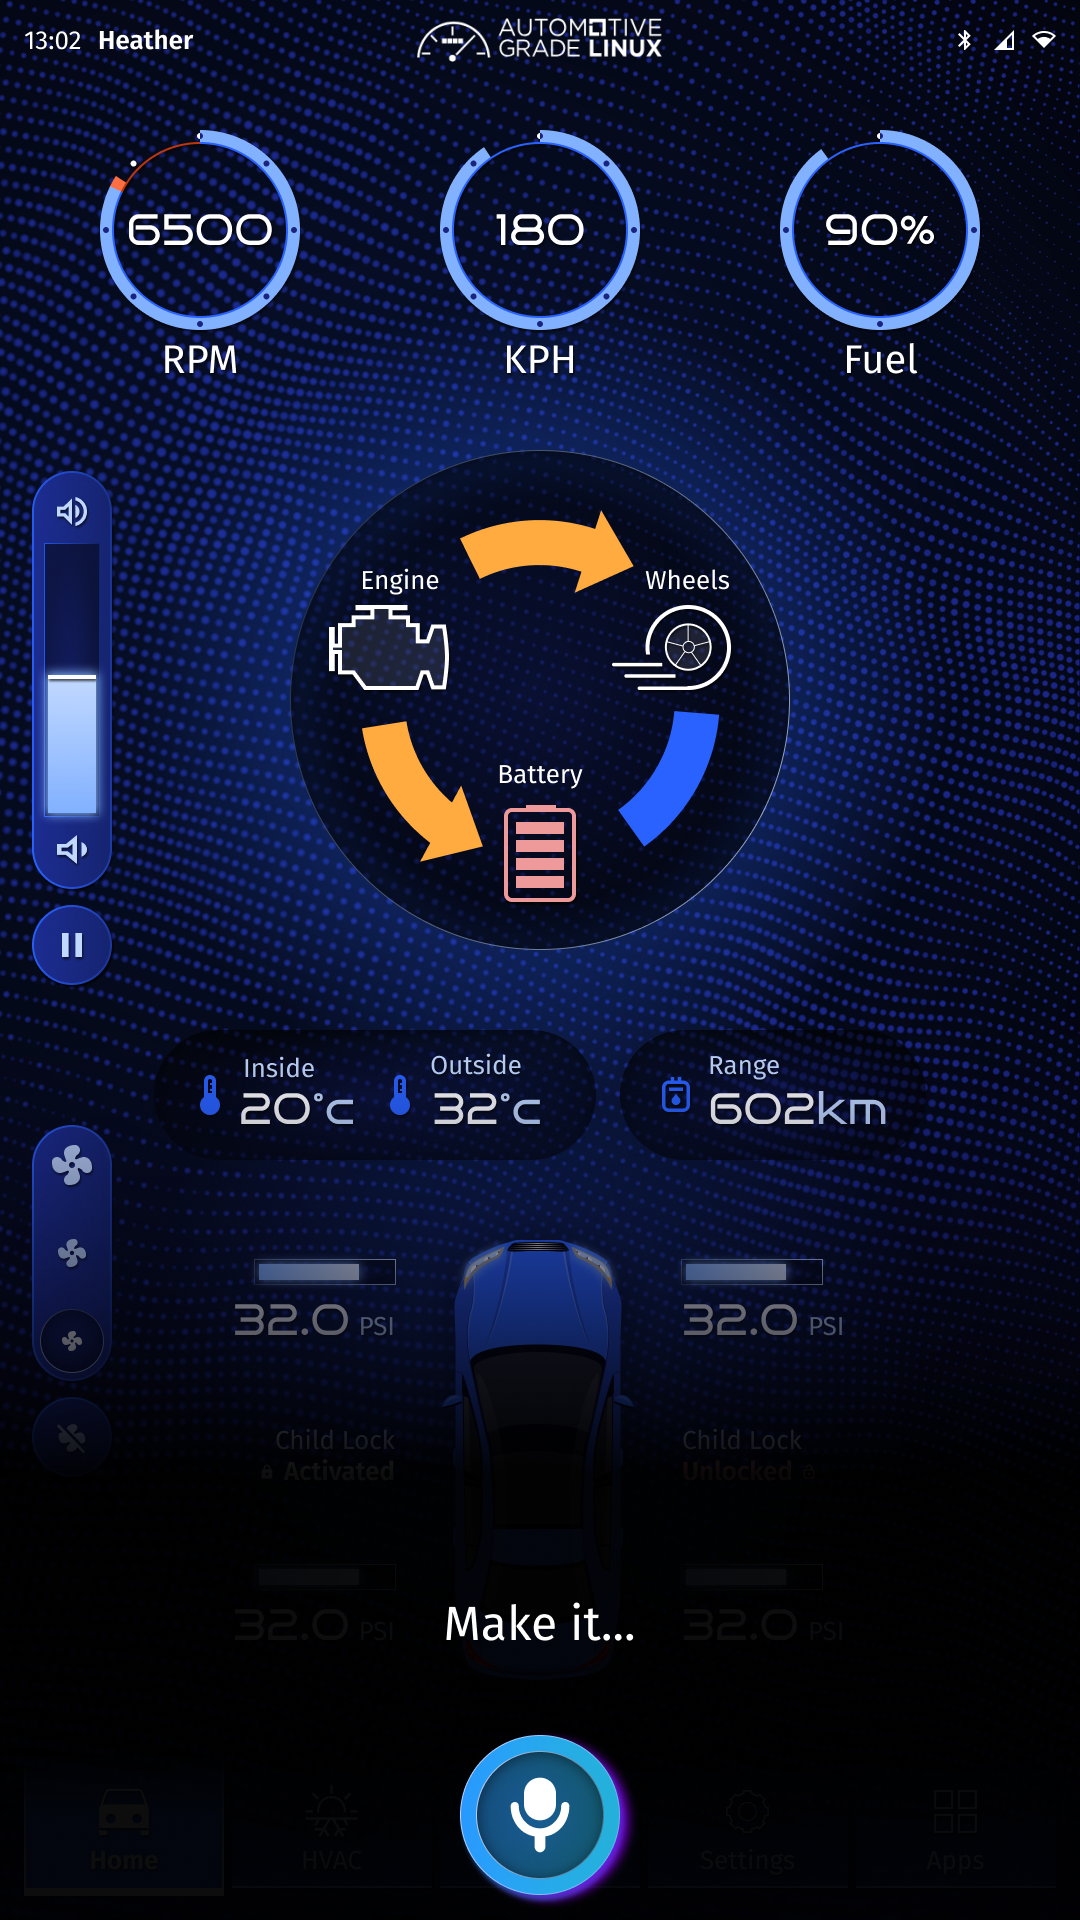 13:02 Heather
AUTOMOTIVE
GRADE LINUX
6500
180
90%
RPM
KPH
Fuel
Engine
Wheels
Battery
Inside
Outside
Range
20°c
32°c
602km
32.0 PSI
32.0 PSI
Child Lock
Activated
Child Lock
Unlocked
32.0 PSI
32.0 PSI
Make it...
Home
HVAC
Settings
Apps